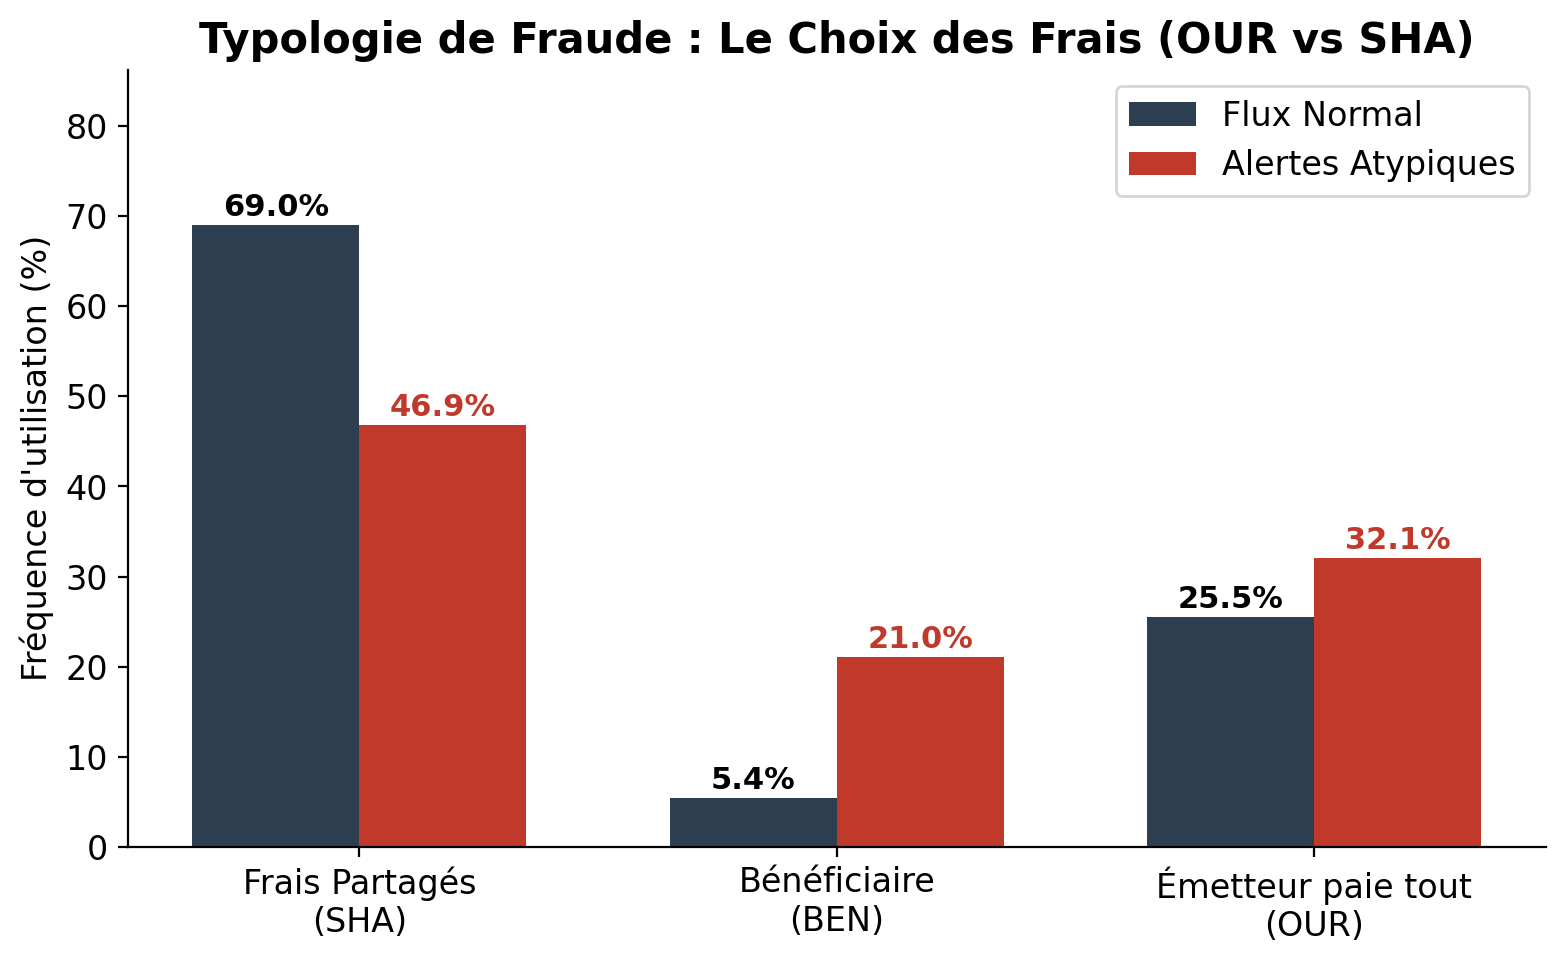 Typologie de Fraude : Le Choix des Frais (OUR vs SHA)
Flux Normal
Alertes Atypiques
Fréquence d'utilisation (%)
80
70
60
50
40
30
20
10
0
69.0%
46.9%
5.4%
21.0%
25.5%
32.1%
Frais Partagés
(SHA)
Bénéficiaire
(BEN)
Émetteur paie tout
(OUR)